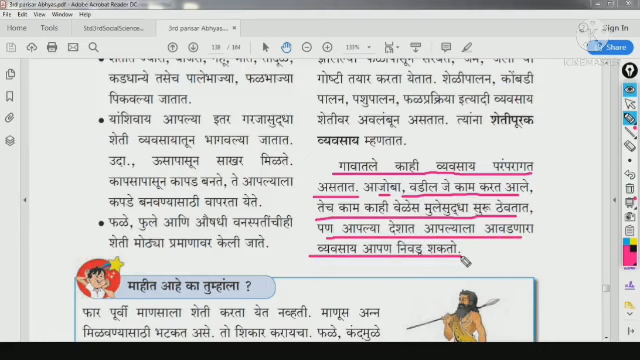 3rd parisar Abhyas.pdf - Adobe Acrobat Reader DC
File Edit View Window Help
Home Tools Std3rdSocialScience... 3rd parisar Abhyas....
138 / 164 133%
कडधान्ये तसेच पालेभाज्या, फळभाज्या
पिकवल्या जातात.
• यांशिवाय आपल्या इतर गरजासुद्धा
शेती व्यवसायातून भागवल्या जातात.
उदा., ऊसापासून साखर मिळते.
कापसापासून कापड बनते, ते आपल्याला
कपडे बनवण्यासाठी वापरता येते.
• फळे, फुले आणि औषधी वनस्पतींचीही
शेती मोठ्या प्रमाणावर केली जाते.
गोष्टी तयार करता येतात. शेळीपालन, कोंबडी
पालन, पशुपालन, फळप्रक्रिया इत्यादी व्यवसाय
शेतीवर अवलंबून असतात. त्यांना शेतीपूरक
व्यवसाय म्हणतात.
गावातले काही व्यवसाय परंपरागत
असतात. आजोबा, वडील जे काम करत आले,
तेच काम काही वेळेस मुलेसुद्धा सुरू ठेवतात,
पण आपल्या देशात आपल्याला आवडणारा
व्यवसाय आपण निवडू शकतो.
माहीत आहे का तुम्हांला ?
फार पूर्वी माणसाला शेती करता येत नव्हती. माणूस अन्न
मिळवण्यासाठी भटकत असे. तो शिकार करायचा. फळे, कंदमुळे